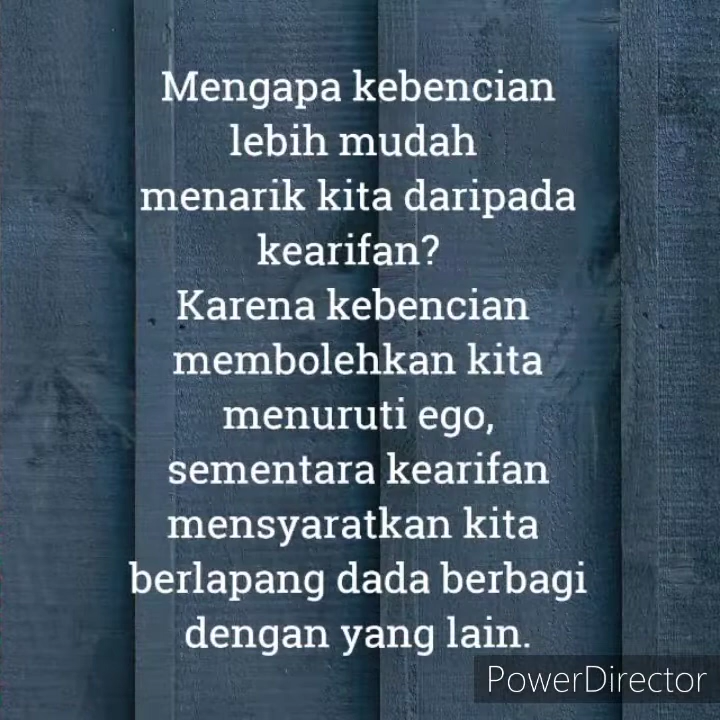 Mengapa kebencian
lebih mudah
menarik kita daripada
kearifan?
Karena kebencian
membolehkan kita
menuruti ego,
sementara kearifan
mensyaratkan kita
berlapang dada berbagi
dengan yang lain.
PowerDirector